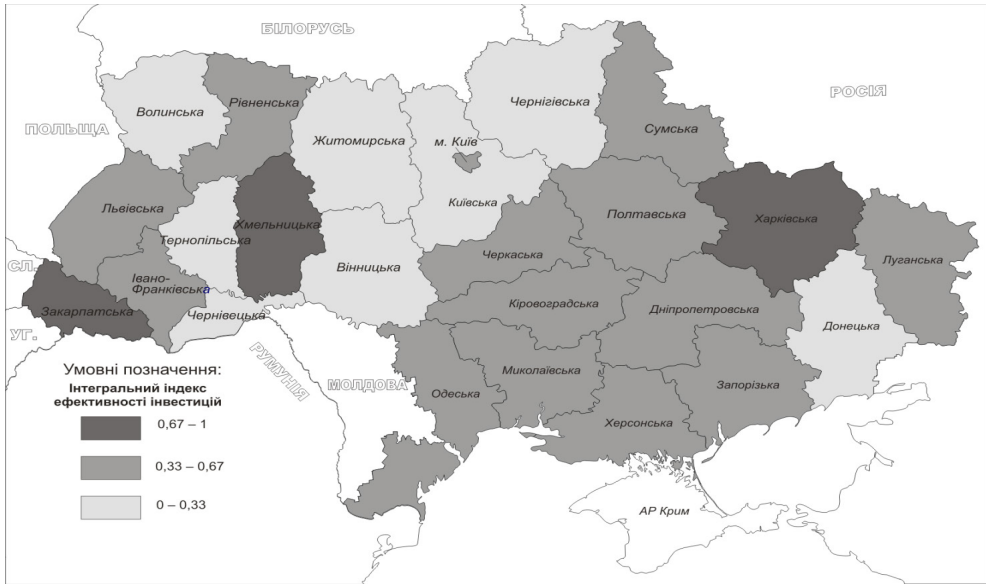 БІЛОРУСЬ
РОСІЯ
ПОЛЬЩА
Волинська
Рівненська
Житомирська
м. Київ
Чернігівська
Сумська
Київська
Львівська
Тернопільська
Хмельницька
Вінницька
Черкаська
Полтавська
Харківська
Луганська
СЛ.
Івано-
Франківська
Закарпатська
Чернівецька
Кіровоградська
Дніпропетровська
Донецька
УГ.
РУМУНІЯ
МОЛДОВА
Одеська
Миколаївська
Херсонська
Запорізька
АР Крим
Умовні позначення:
Інтегральний індекс
ефективності інвестицій
0,67 – 1
0,33 – 0,67
0 – 0,33